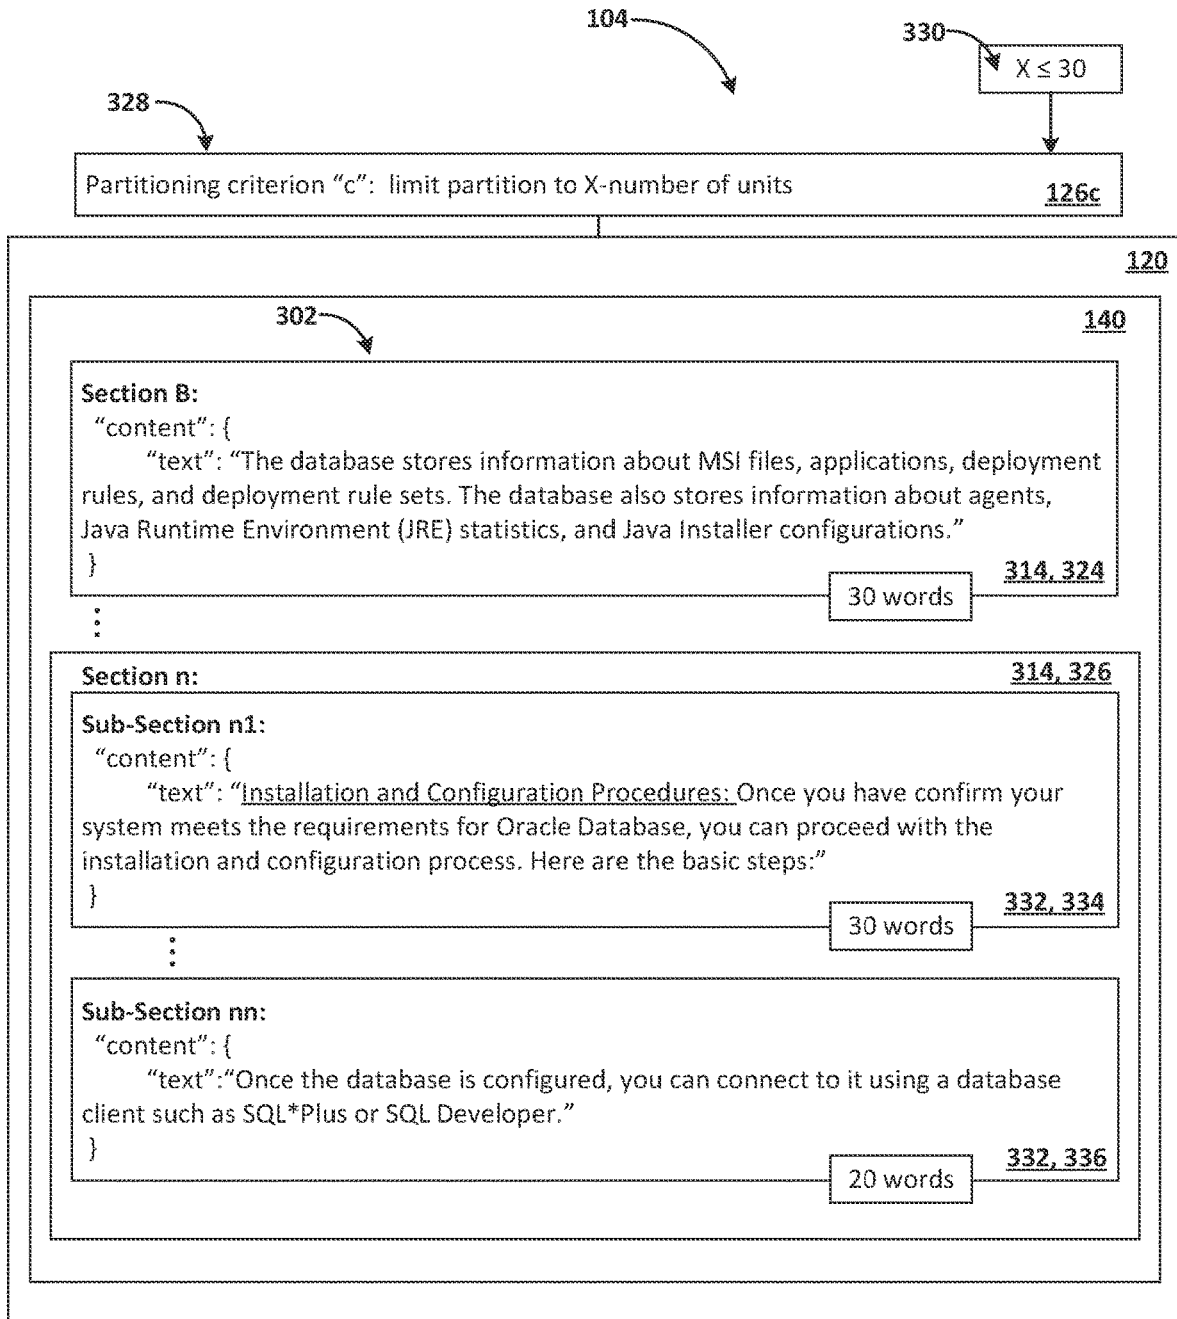 104
330
X ≤ 30
328
Partitioning criterion “c”: limit partition to X-number of units
126c
120
302
140
Section B:
“content”: {
“text”: “The database stores information about MSI files, applications, deployment
rules, and deployment rule sets. The database also stores information about agents,
Java Runtime Environment (JRE) statistics, and Java Installer configurations.”
}
314, 324
30 words
Section n:
314, 326
Sub-Section n1:
“content”: {
“text”: “Installation and Configuration Procedures: Once you have confirm your
system meets the requirements for Oracle Database, you can proceed with the
installation and configuration process. Here are the basic steps:”
}
332, 334
30 words
Sub-Section nn:
“content”: {
“text”:“Once the database is configured, you can connect to it using a database
client such as SQL*Plus or SQL Developer.”
}
332, 336
20 words